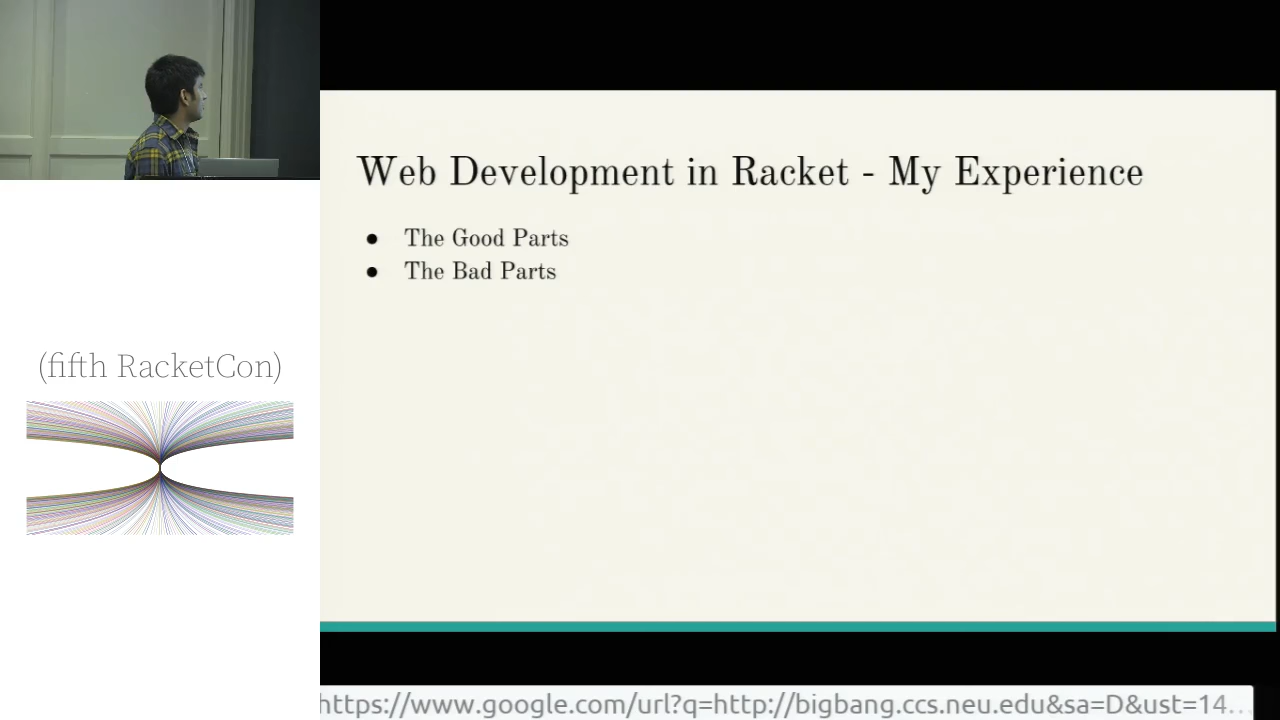 Web Development in Racket - My Experience
● The Good Parts
● The Bad Parts
(fifth RacketCon)
https://www.google.com/url?q=http://bigbang.ccs.neu.edu&sa=D&ust=14...